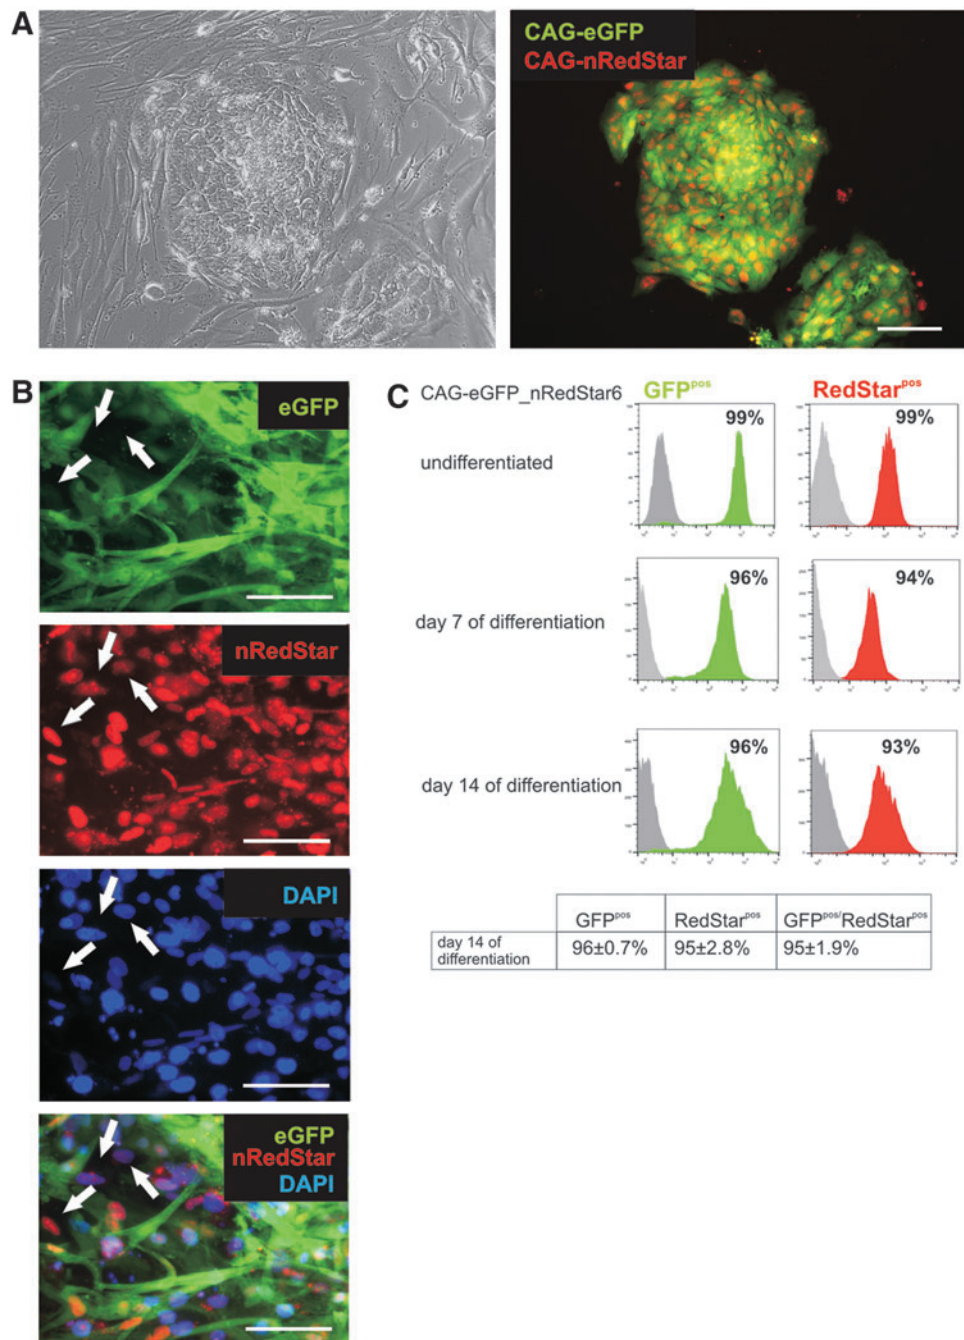 A
CAG-eGFP
CAG-nRedStar
B
eGFP
nRedStar
DAPI
eGFP
nRedStar
DAPI
C
CAG-eGFP_nRedStar6
GFPpos
RedStarpos
undifferentiated
99%
99%
day 7 of differentiation
96%
94%
day 14 of differentiation
96%
93%
GFPpos
RedStarpos
GFPpos/RedStarpos
day 14 of
differentiation
96±0.7%
95±2.8%
95±1.9%